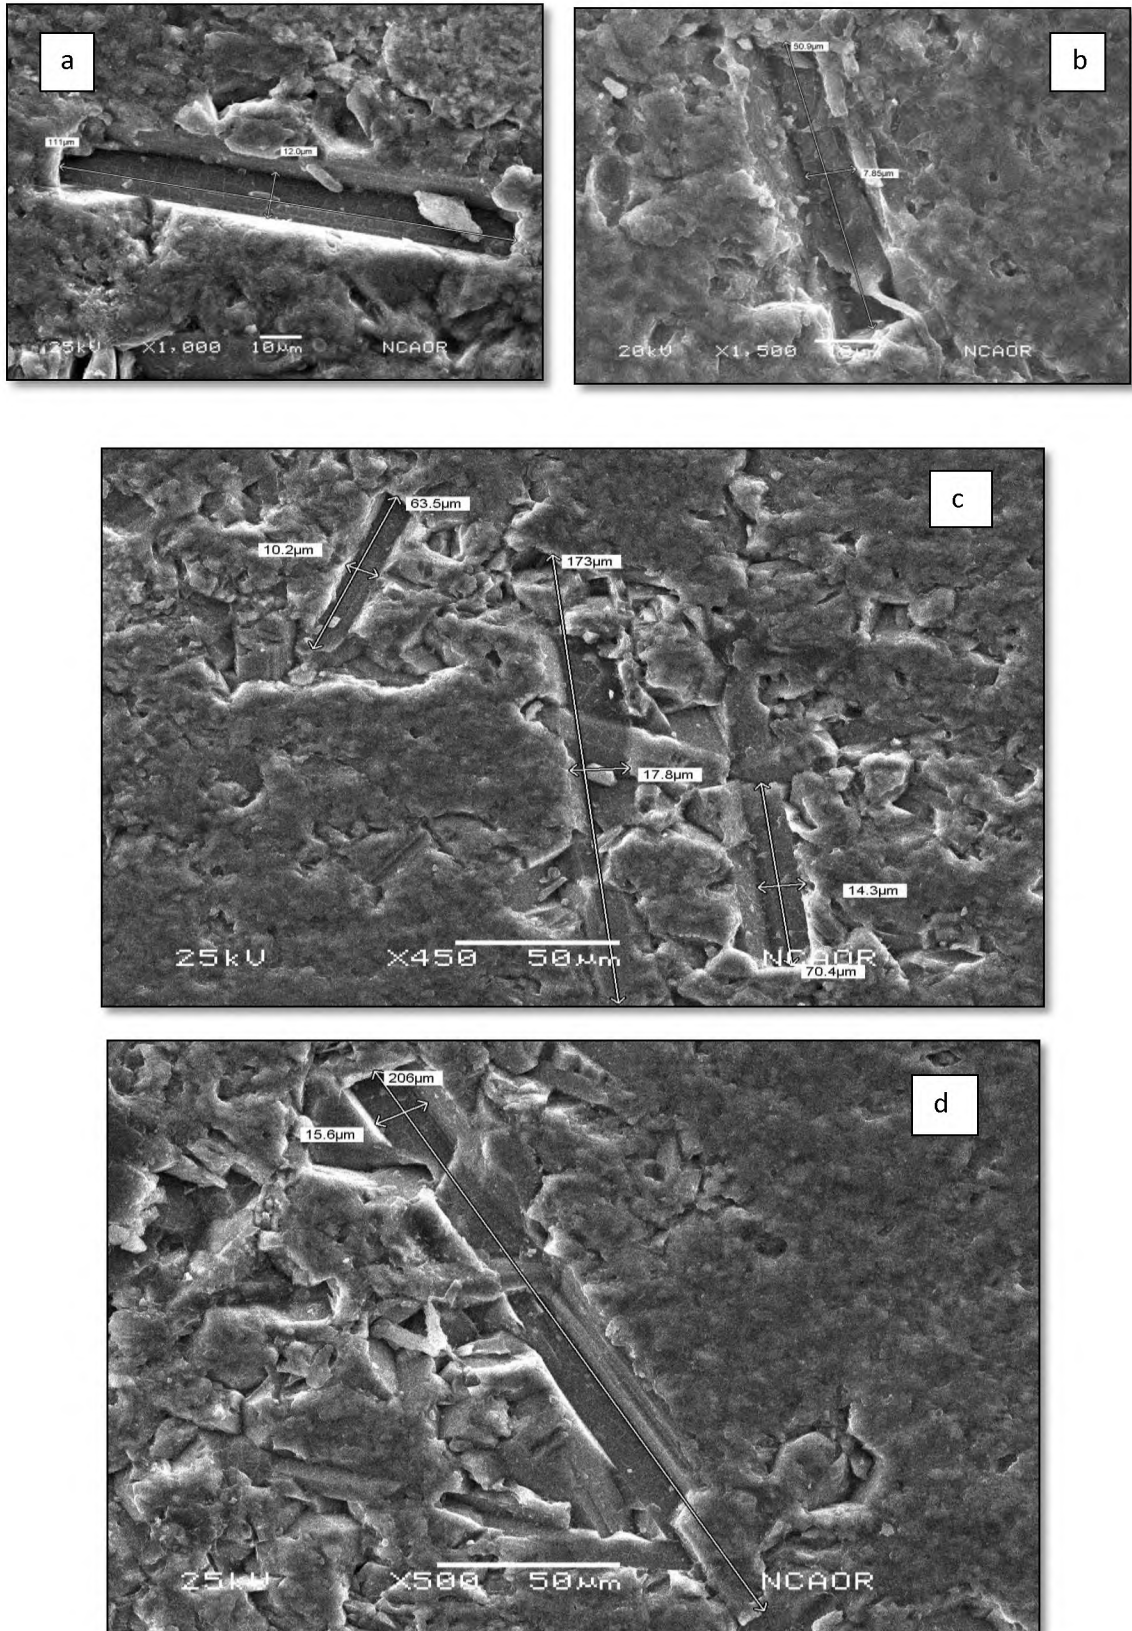 a
111µm
12.0µm
25kV X1,000 10µm NCAOR
b
50.9µm
7.85µm
20kV X1,500 10µm NCAOR
c
63.5µm
10.2µm
173µm
17.8µm
14.3µm
25kV X450 50µm NCAOR
70.4µm
d
206µm
15.6µm
25kV X500 50µm NCAOR